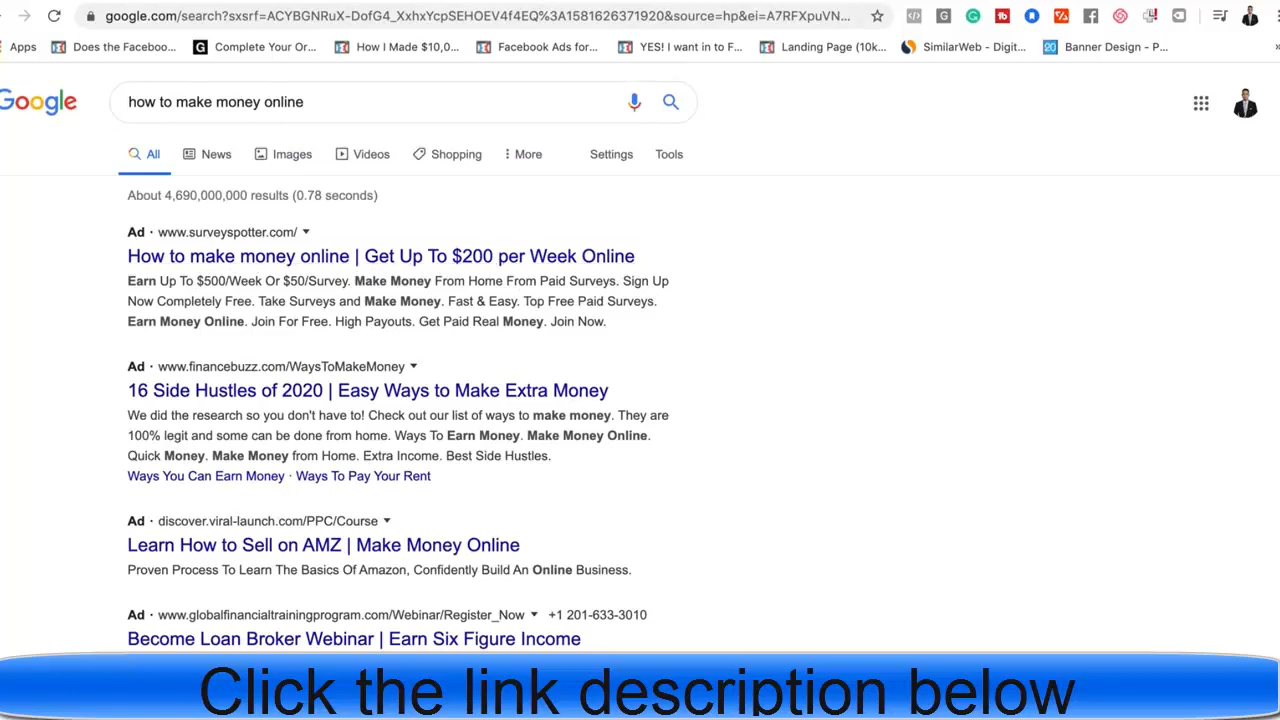 google.com/search?sxsrf=ACYBGNRuX-DofG4_XxhxYcpSEHOEV4f4EQ%3A1581626371920&source=hp&ei=A7RFXpuVN...
Apps Does the Faceboo... Complete Your Or... How I Made $10,0... Facebook Ads for... YES! I want in to F... Landing Page (10k... SimilarWeb - Digit... 20 Banner Design - P... »
Google how to make money online
All News Images Videos Shopping More Settings Tools
About 4,690,000,000 results (0.78 seconds)
Ad · www.surveyspotter.com/
How to make money online | Get Up To $200 per Week Online
Earn Up To $500/Week Or $50/Survey. Make Money From Home From Paid Surveys. Sign Up
Now Completely Free. Take Surveys and Make Money. Fast & Easy. Top Free Paid Surveys.
Earn Money Online. Join For Free. High Payouts. Get Paid Real Money. Join Now.
Ad · www.financebuzz.com/WaysToMakeMoney
16 Side Hustles of 2020 | Easy Ways to Make Extra Money
We did the research so you don't have to! Check out our list of ways to make money. They are
100% legit and some can be done from home. Ways To Earn Money. Make Money Online.
Quick Money. Make Money from Home. Extra Income. Best Side Hustles.
Ways You Can Earn Money · Ways To Pay Your Rent
Ad · discover.viral-launch.com/PPC/Course
Learn How to Sell on AMZ | Make Money Online
Proven Process To Learn The Basics Of Amazon, Confidently Build An Online Business.
Ad · www.globalfinancialtrainingprogram.com/Webinar/Register_Now +1 201-633-3010
Become Loan Broker Webinar | Earn Six Figure Income
Click the link description below